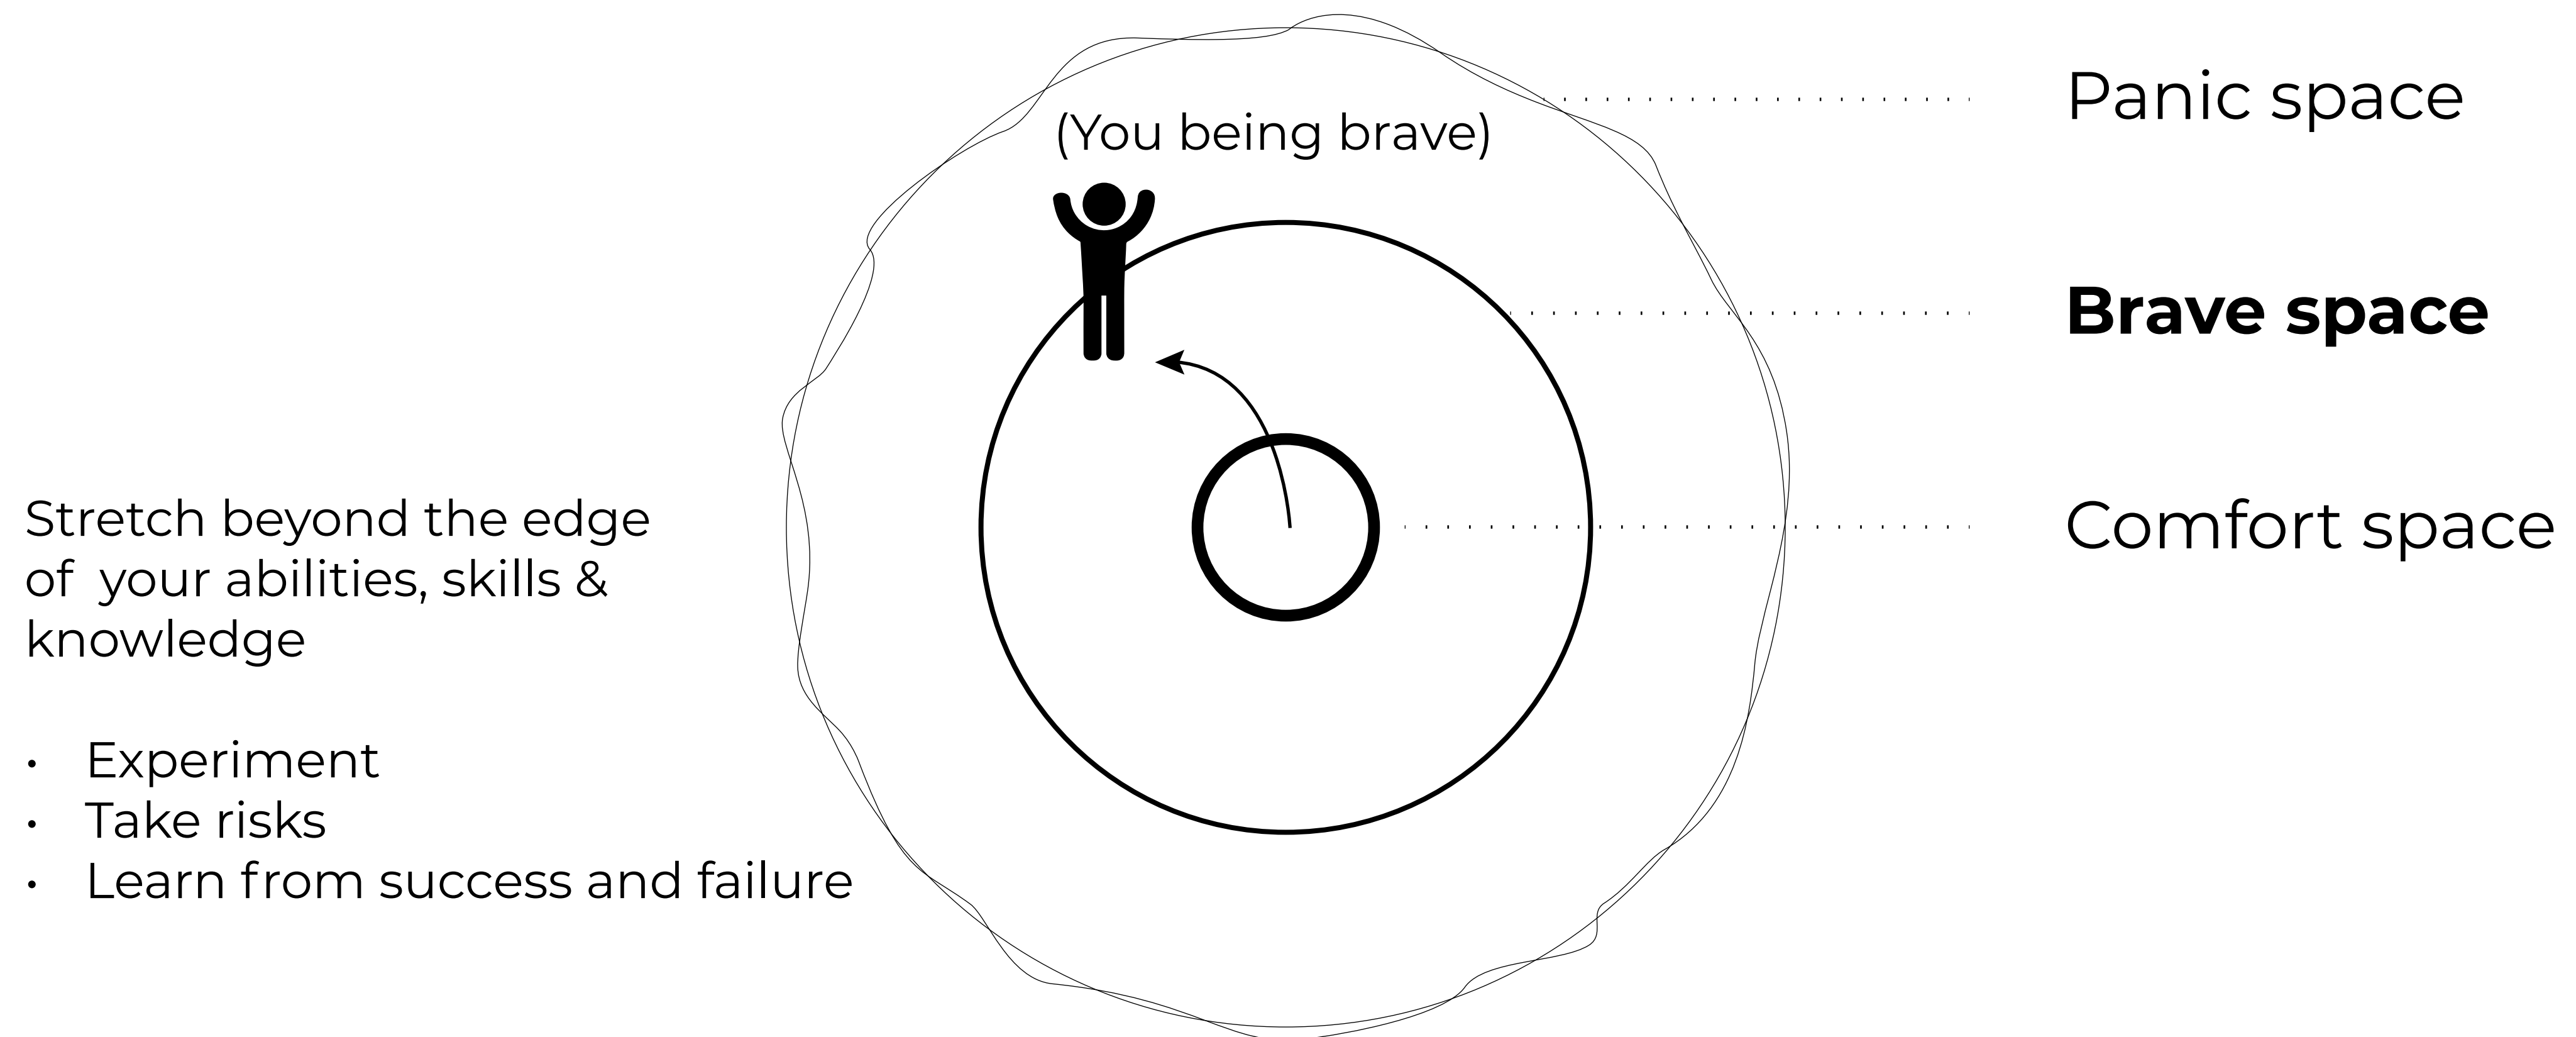 (You being brave)
Panic space
Brave space
Comfort space
Stretch beyond the edge
of  your abilities, skills &
knowledge
• Experiment
• Take risks
• Learn from success and failure